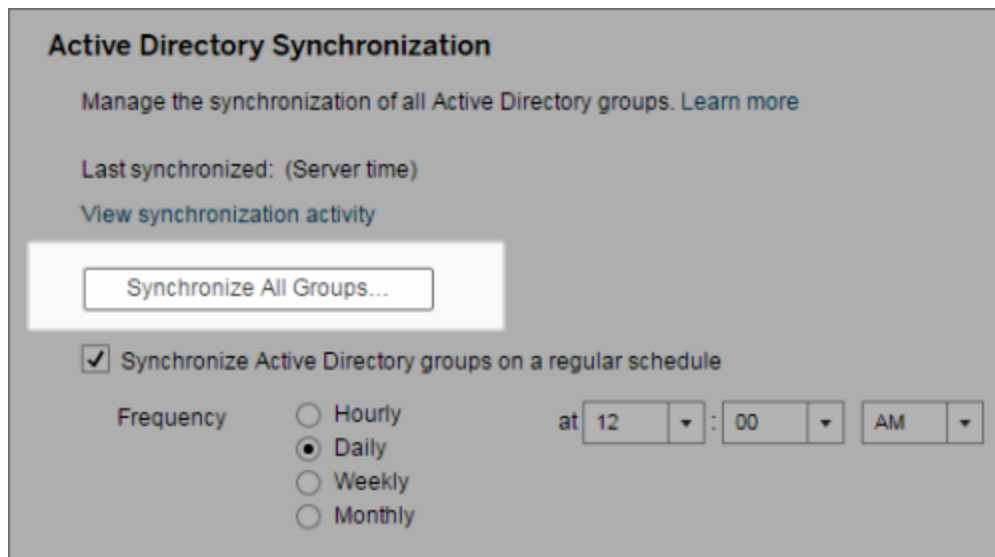 Active Directory Synchronization
Manage the synchronization of all Active Directory groups. Learn more
Last synchronized: (Server time)
View synchronization activity
Synchronize All Groups...
Synchronize Active Directory groups on a regular schedule
Frequency Hourly at 12 : 00 AM
Daily
Weekly
Monthly